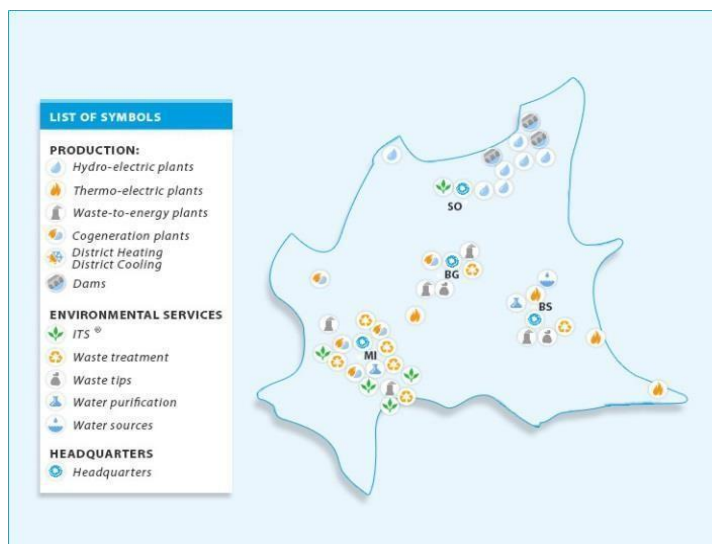 LIST OF SYMBOLS
PRODUCTION:
Hydro-electric plants
Thermo-electric plants
Waste-to-energy plants
Cogeneration plants
District Heating
District Cooling
Dams
ENVIRONMENTAL SERVICES
ITS ®
Waste treatment
Waste tips
Water purification
Water sources
HEADQUARTERS
Headquarters
SO
BG
BS
MI